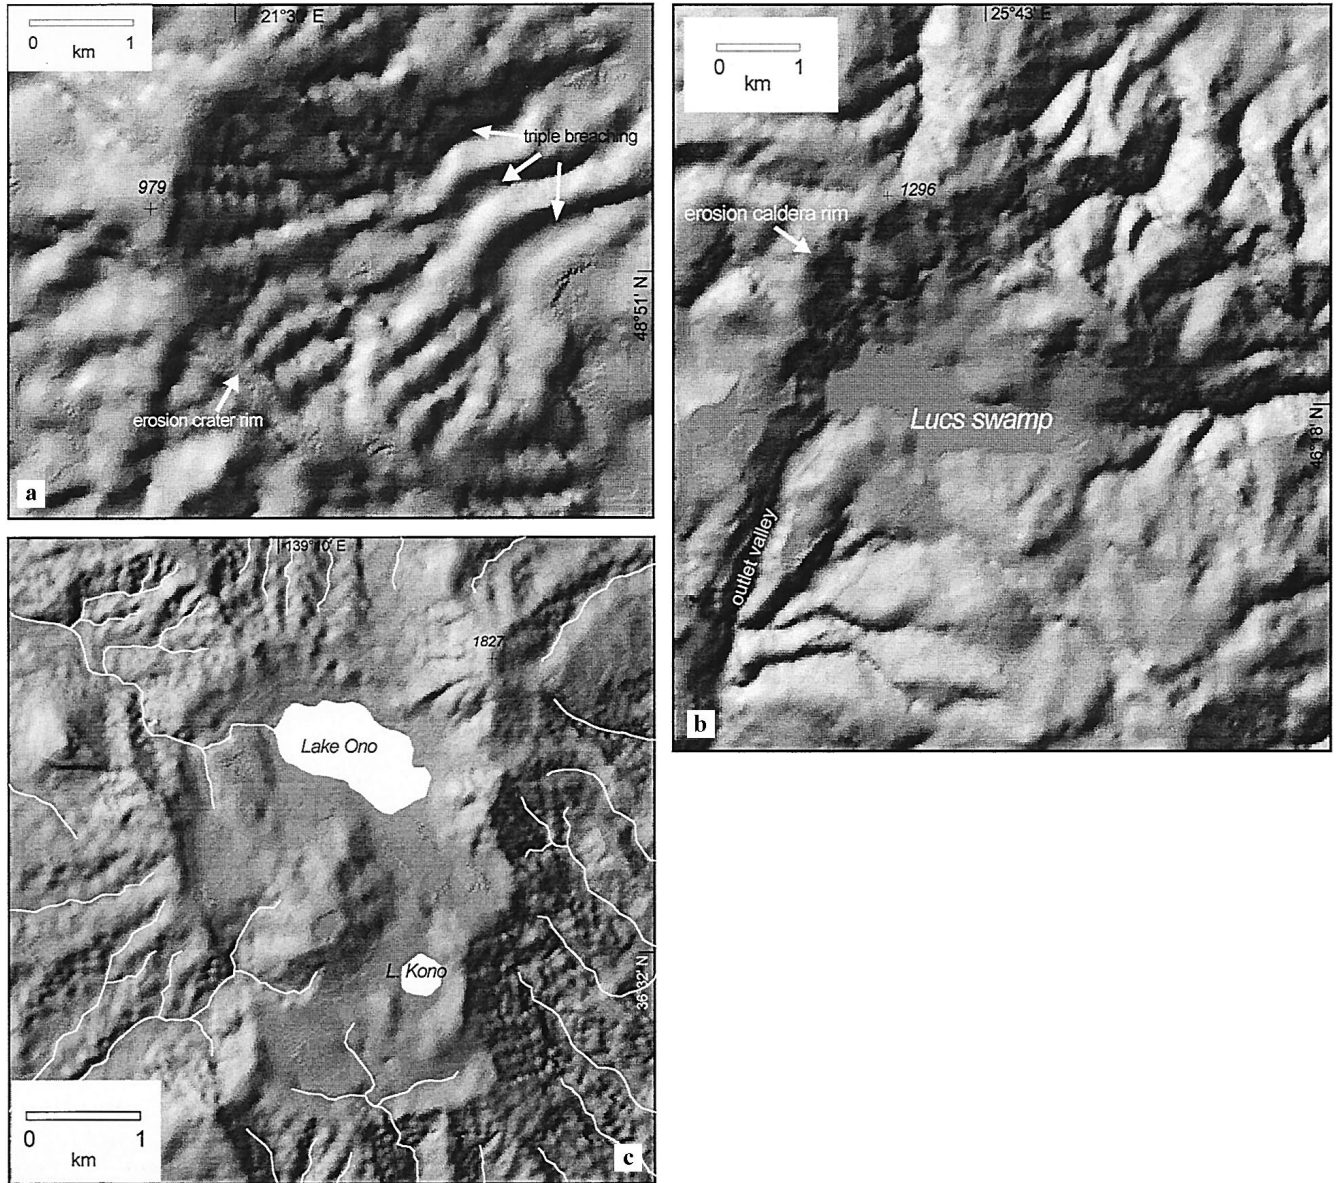 0 1
km
21°30' E
triple breaching
979
48°51' N
erosion crater rim
a
0 1
km
25°43' E
1296
erosion caldera rim
Lucs swamp
46°18' N
outlet valley
b
139°10' E
1827
Lake Ono
L. Kono
36°32' N
0 1
km
c